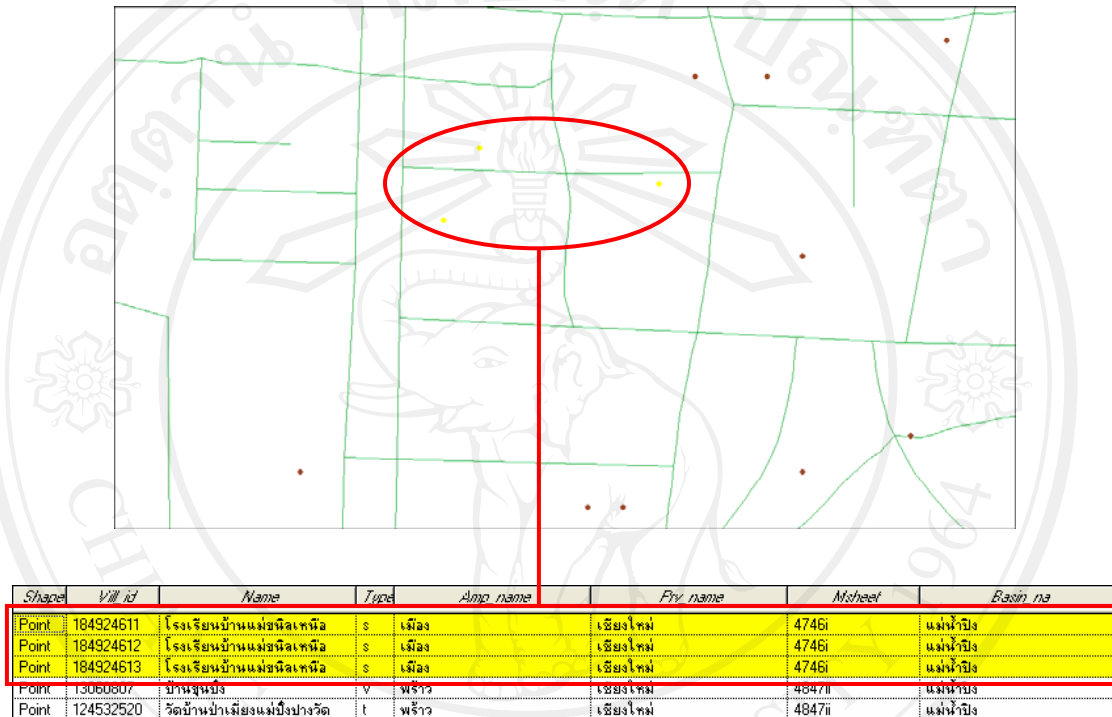 Shape Vill_id Name Type Amp_name Prv_name Msheet Basin_na
Point 184924611 โรงเรียนบ้านแม่ขนิลเหนือ s เมือง เชียงใหม่ 4746i แม่น้ำปิง
Point 184924612 โรงเรียนบ้านแม่ขนิลเหนือ s เมือง เชียงใหม่ 4746i แม่น้ำปิง
Point 184924613 โรงเรียนบ้านแม่ขนิลเหนือ s เมือง เชียงใหม่ 4746i แม่น้ำปิง
Point 13060807 บ้านขุนปิง v พร้าว เชียงใหม่ 4847ii แม่น้ำปิง
Point 124532520 วัดบ้านป่าเมี่ยงแม่ปั๋งปางวัด t พร้าว เชียงใหม่ 4847ii แม่น้ำปิง